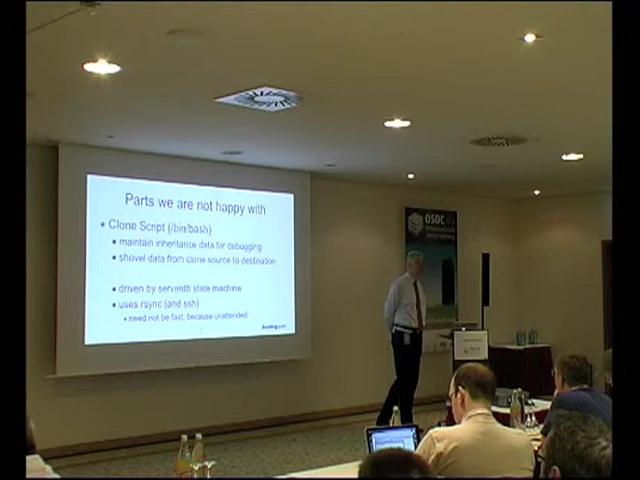 Parts we are not happy with
• Clone Script (/bin/bash)
• maintain inheritance data for debugging
• shovel data from clone source to destination
• driven by serverdb state machine
• uses rsync (and ssh)
• need not be fast, because unattended
Booking.com
OSDC